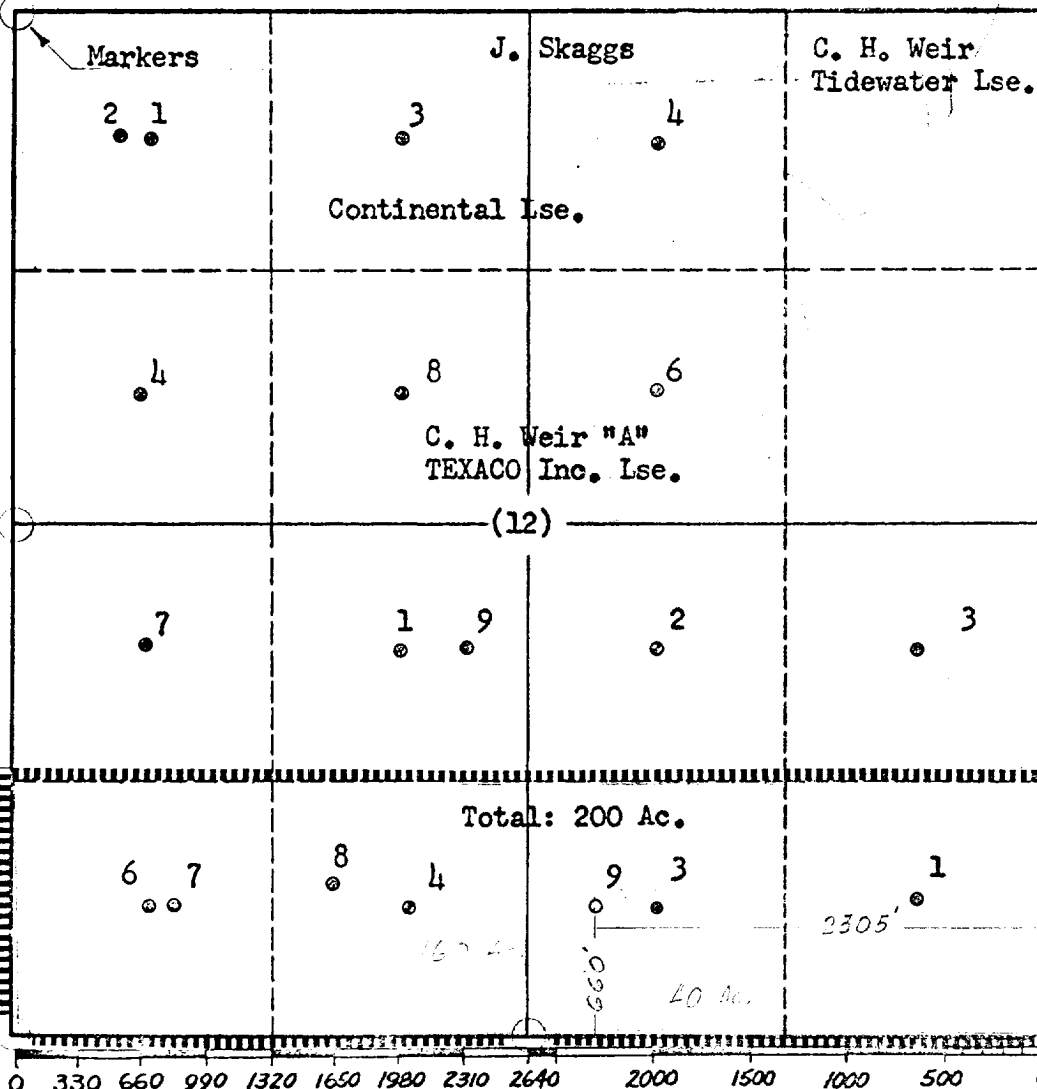 Markers
J. Skaggs
C. H. Weir
Tidewater Lse.
2 1 3 4
Continental Lse.
4 8 6
C. H. Weir "A"
TEXACO Inc. Lse.
(12)
7 1 9 2 3
Total: 200 Ac.
6 7 8 4 9 3 1
2305'
660'
40 Ac.
0 330 660 990 1320 1650 1980 2310 2640 2000 1500 1000 500